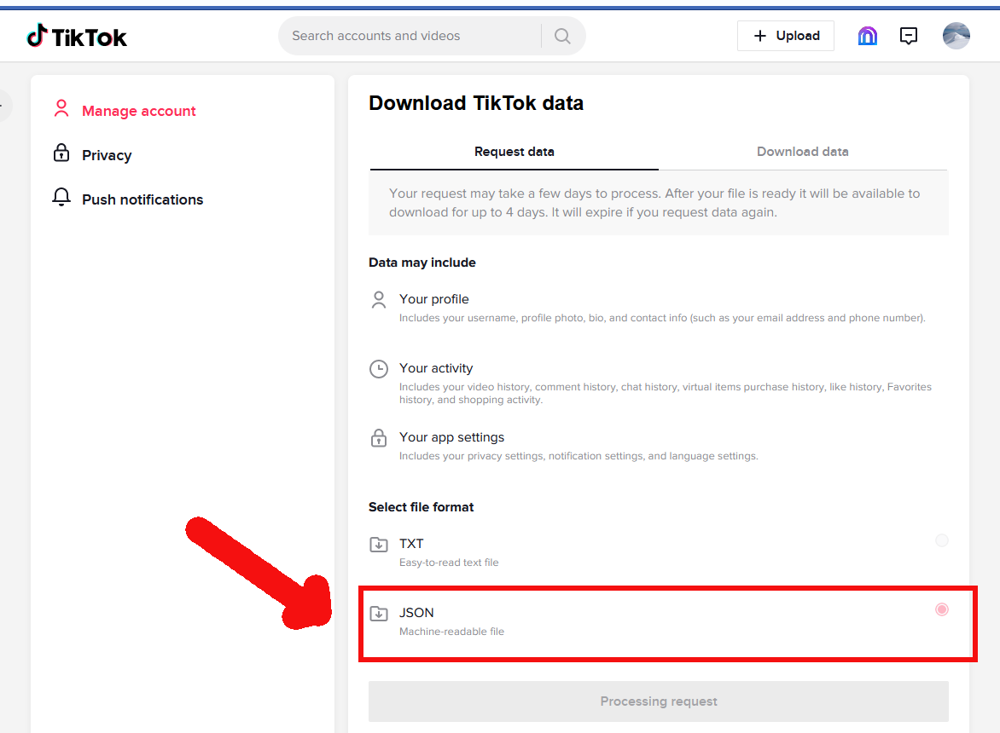 TikTok
Search accounts and videos
Upload
Manage account
Privacy
Push notifications
Download TikTok data
Request data
Download data
Your request may take a few days to process. After your file is ready it will be available to
download for up to 4 days. It will expire if you request data again.
Data may include
Your profile
Includes your username, profile photo, bio, and contact info (such as your email address and phone number).
Your activity
Includes your video history, comment history, chat history, virtual items purchase history, like history, Favorites
history, and shopping activity.
Your app settings
Includes your privacy settings, notification settings, and language settings.
Select file format
TXT
Easy-to-read text file
JSON
Machine-readable file
Processing request